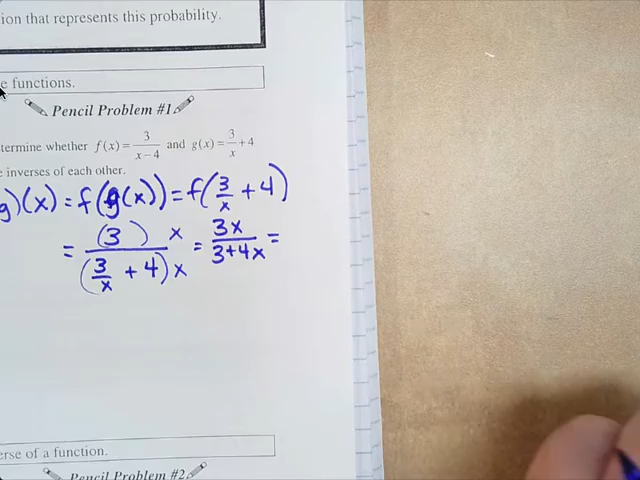 ion that represents this probability.
e functions.
Pencil Problem #1
termine whether f(x) = 3/(x−4) and g(x) = 3/x + 4
e inverses of each other.
g)(x) = f(g(x)) = f(3/x + 4)
= (3)x/(3/x + 4)x = 3x/(3+4x) =
erse of a function.
Pencil Problem #2